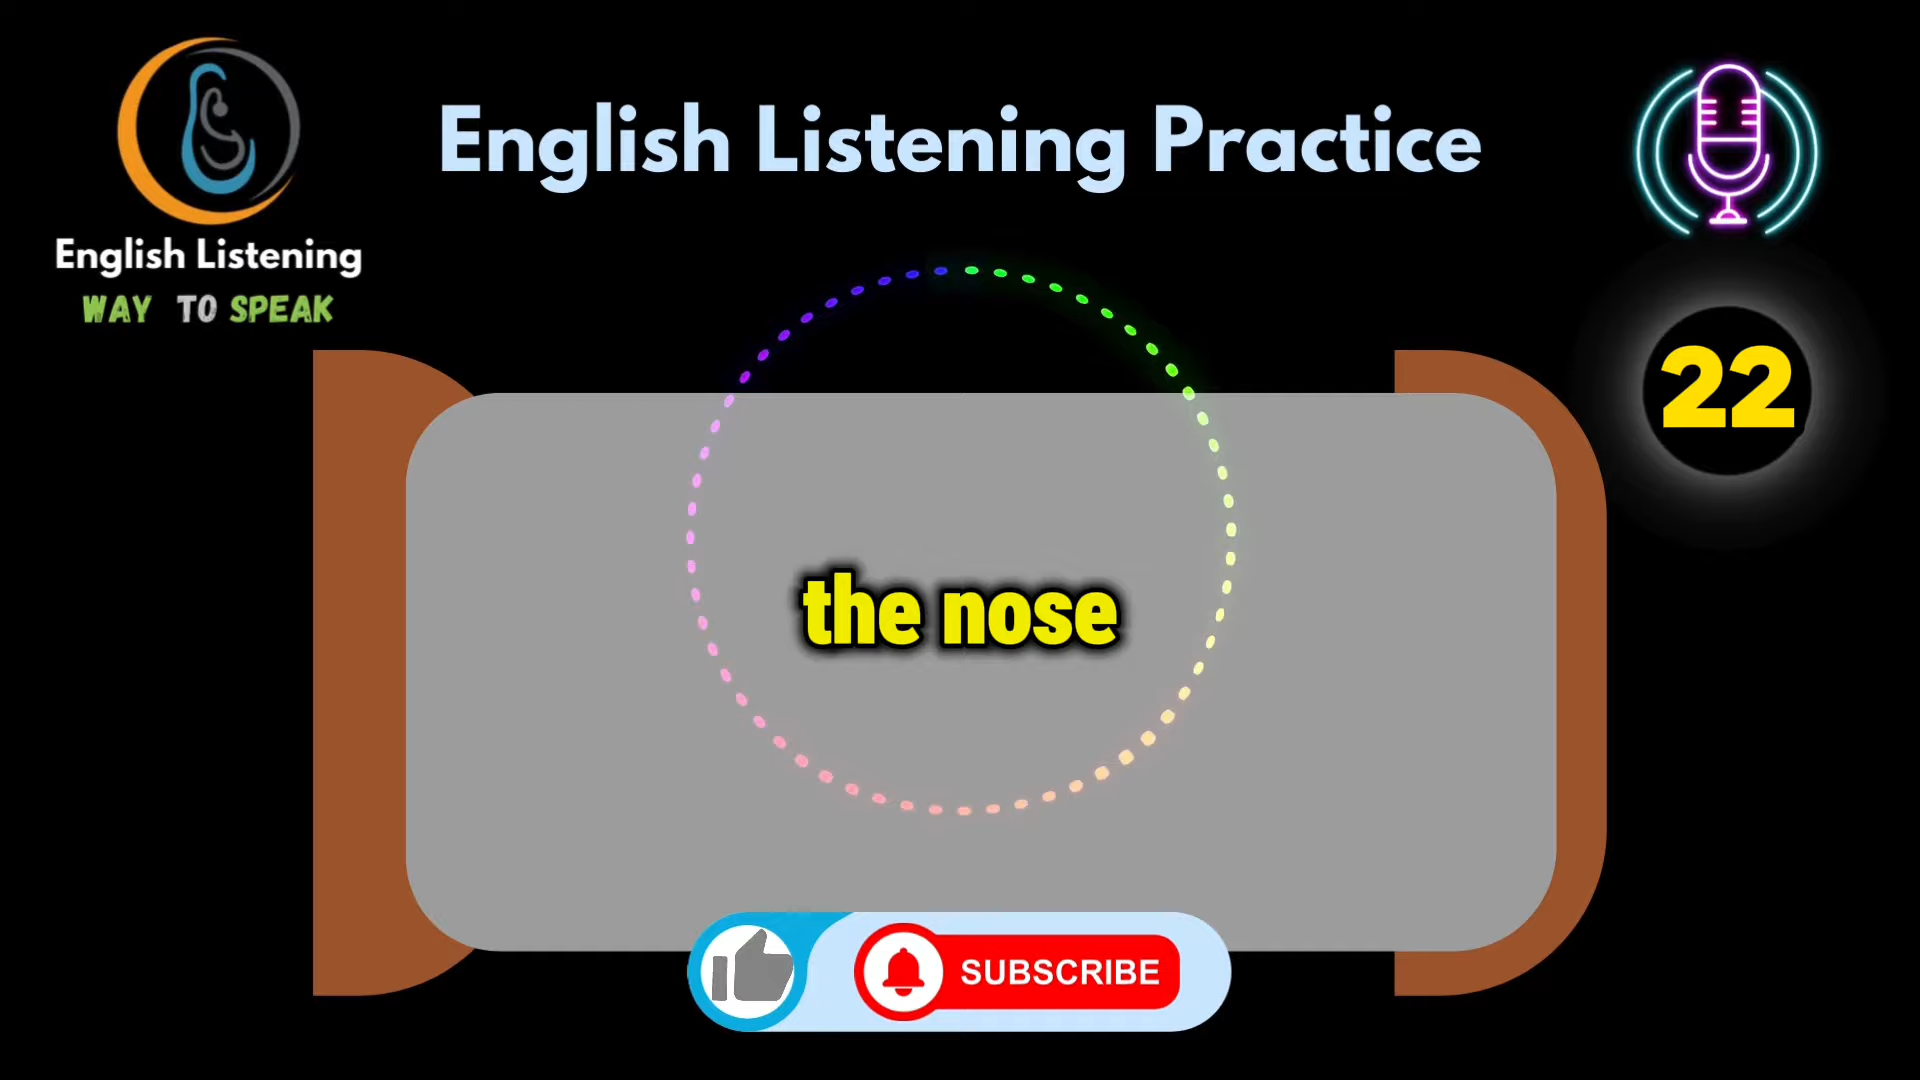 English Listening Practice
English Listening
WAY TO SPEAK
22
the nose
SUBSCRIBE